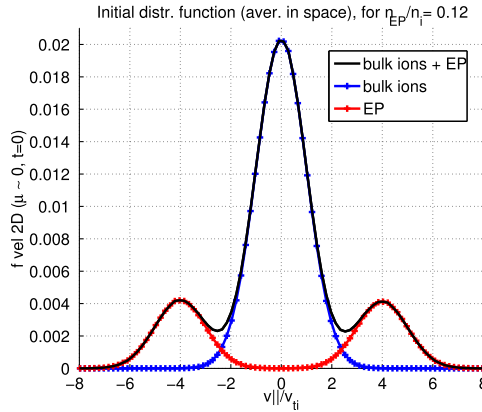 Initial distr. function (aver. in space), for n_EP/n_i = 0.12
bulk ions + EP
bulk ions
EP
0.02
0.018
0.016
0.014
0.012
0.01
0.008
0.006
0.004
0.002
0
f vel 2D (μ ~ 0, t=0)
−8 −6 −4 −2 0 2 4 6 8
v||/v_ti